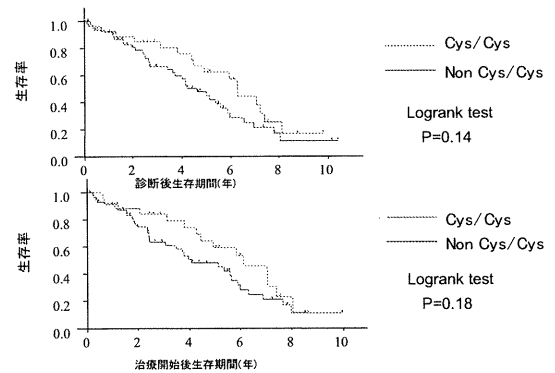 生存率
1.0
0.8
0.6
0.4
0.2
0.0
0 2 4 6 8 10
診断後生存期間(年)
Cys/Cys
Non Cys/Cys
Logrank test
P=0.14
生存率
1.0
0.8
0.6
0.4
0.2
0.0
0 2 4 6 8 10
治療開始後生存期間(年)
Cys/Cys
Non Cys/Cys
Logrank test
P=0.18